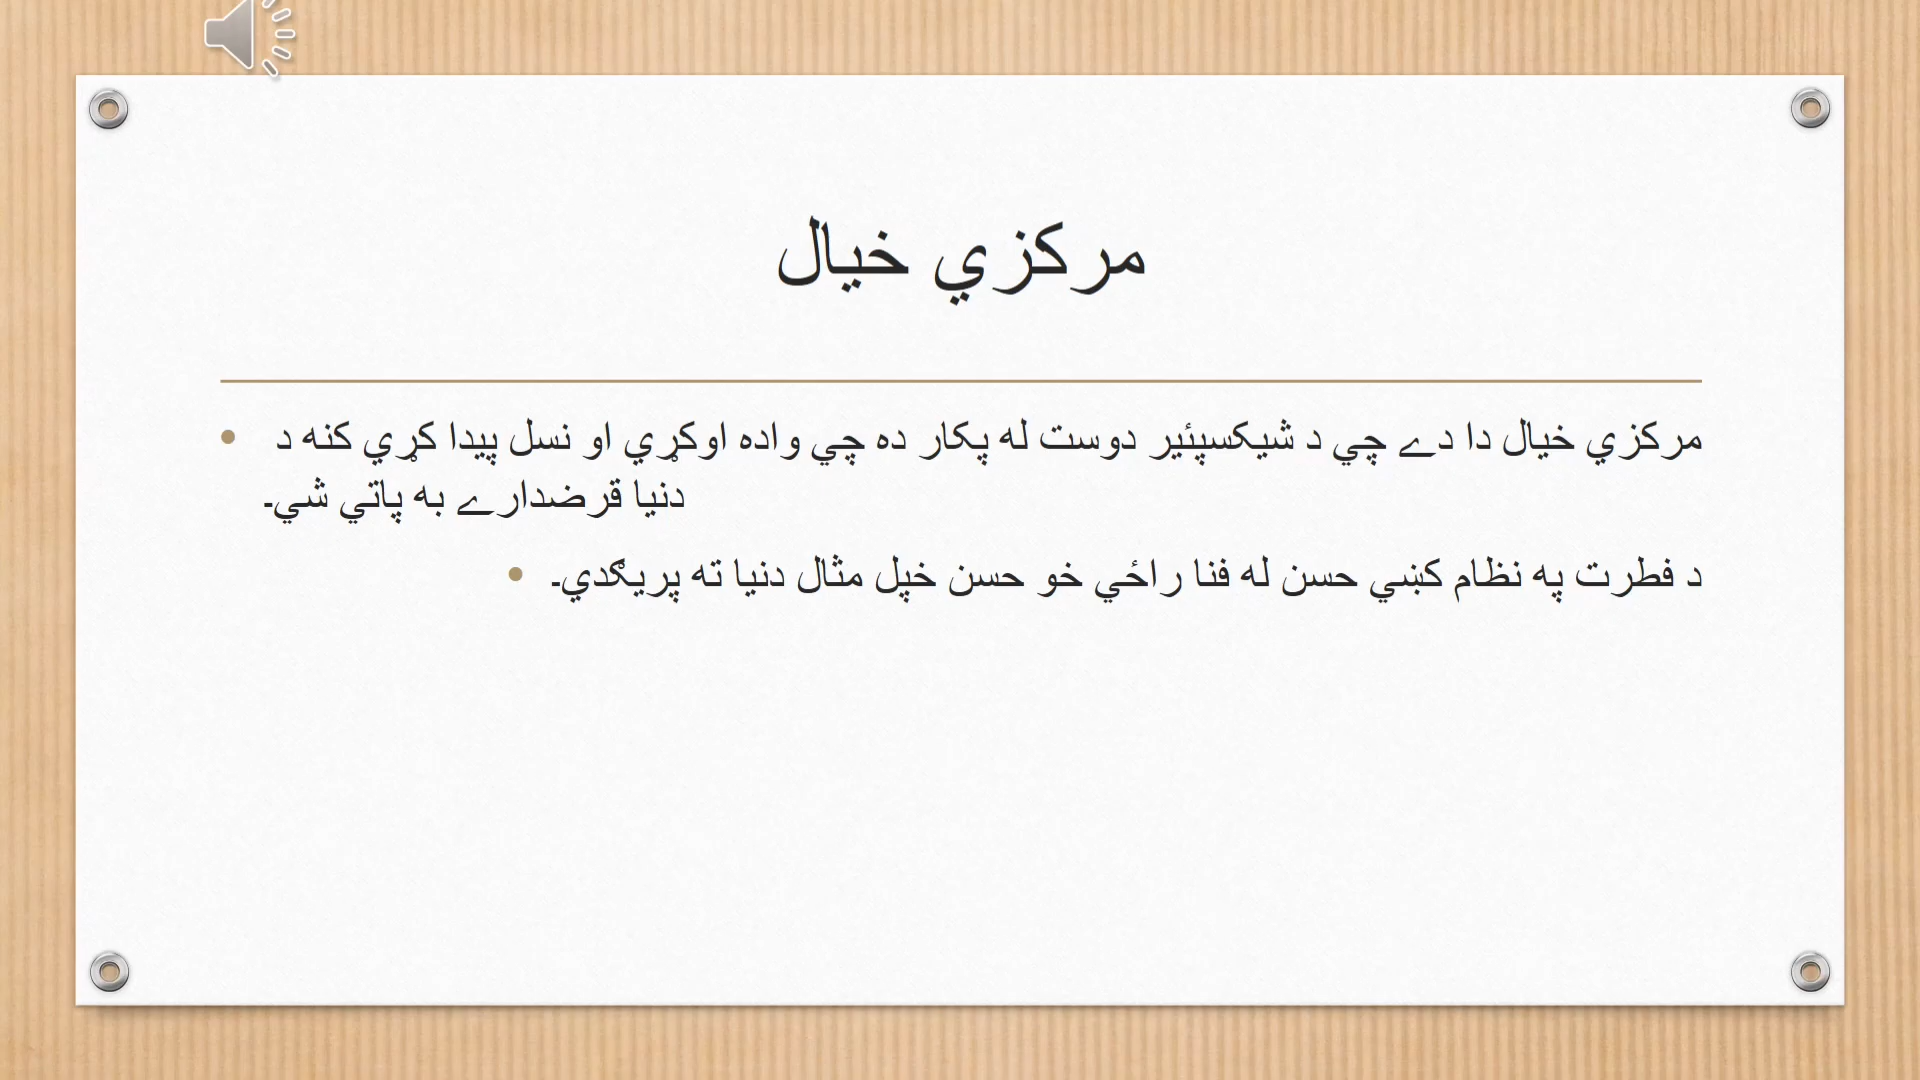 مرکزي خیال
مرکزي خیال دا دے چي د شیکسپئیر دوست له پکار ده چي واده اوکړي او نسل پیدا کړي کنه د
دنیا قرضدارے به پاتي شي۔
د فطرت په نظام کښي حسن له فنا راځي خو حسن خپل مثال دنیا ته پریګدي۔